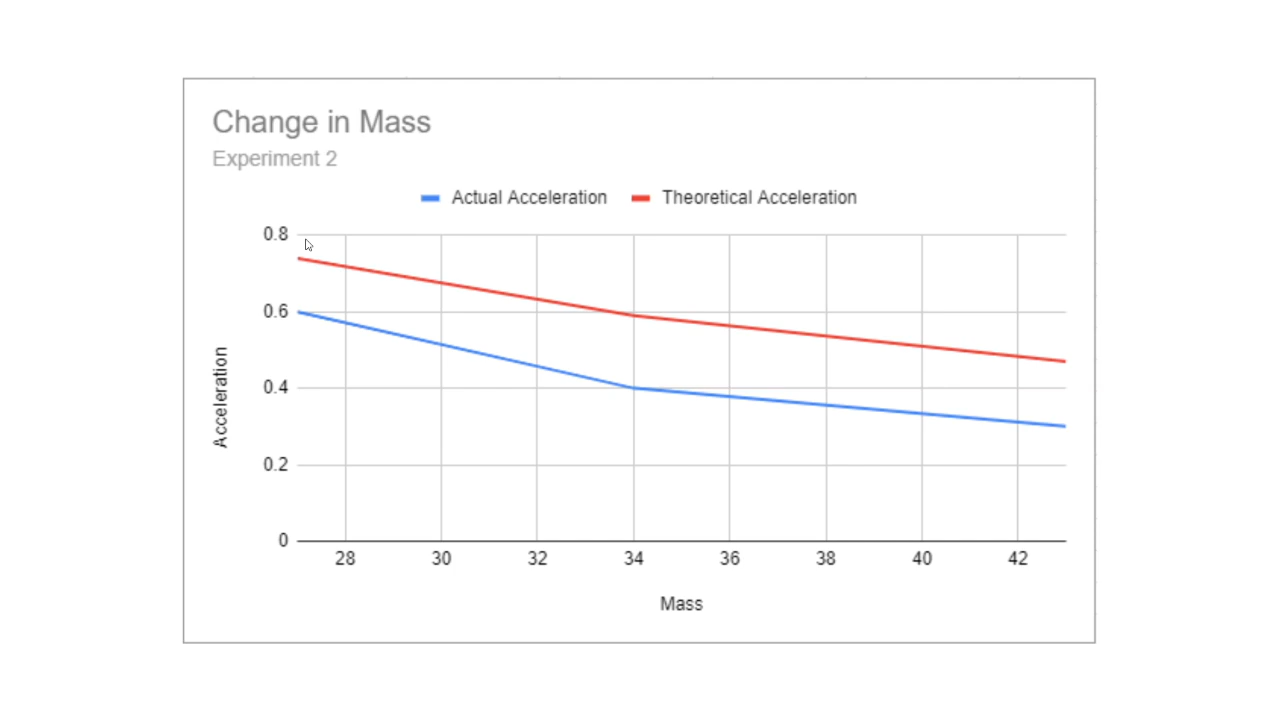 Change in Mass
Experiment 2
Actual Acceleration Theoretical Acceleration
0.8
0.6
0.4
0.2
0
Acceleration
28 30 32 34 36 38 40 42
Mass